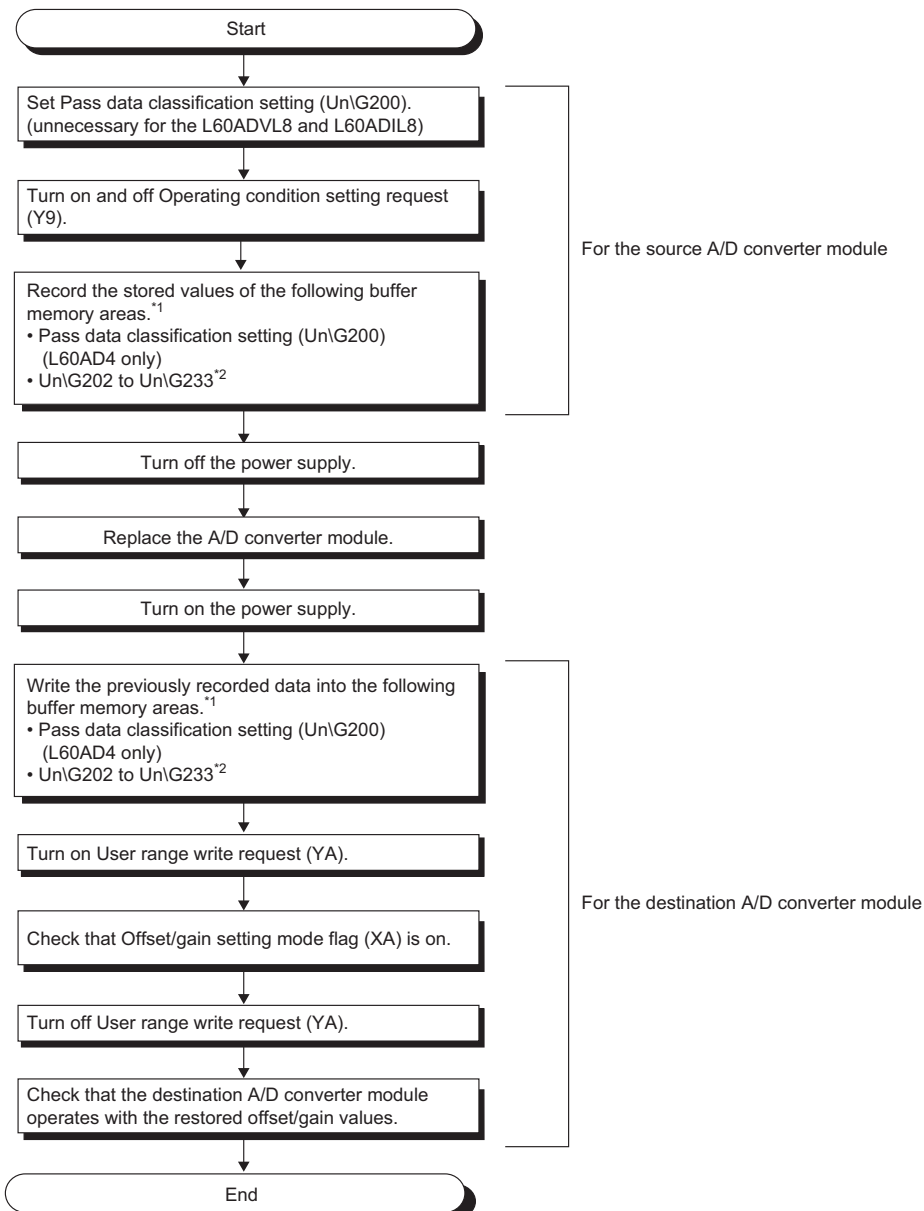 Start
Set Pass data classification setting (Un\G200).
(unnecessary for the L60ADVL8 and L60ADIL8)
Turn on and off Operating condition setting request
(Y9).
For the source A/D converter module
Record the stored values of the following buffer
memory areas.*1
• Pass data classification setting (Un\G200)
(L60AD4 only)
• Un\G202 to Un\G233*2
Turn off the power supply.
Replace the A/D converter module.
Turn on the power supply.
Write the previously recorded data into the following
buffer memory areas.*1
• Pass data classification setting (Un\G200)
(L60AD4 only)
• Un\G202 to Un\G233*2
Turn on User range write request (YA).
For the destination A/D converter module
Check that Offset/gain setting mode flag (XA) is on.
Turn off User range write request (YA).
Check that the destination A/D converter module
operates with the restored offset/gain values.
End